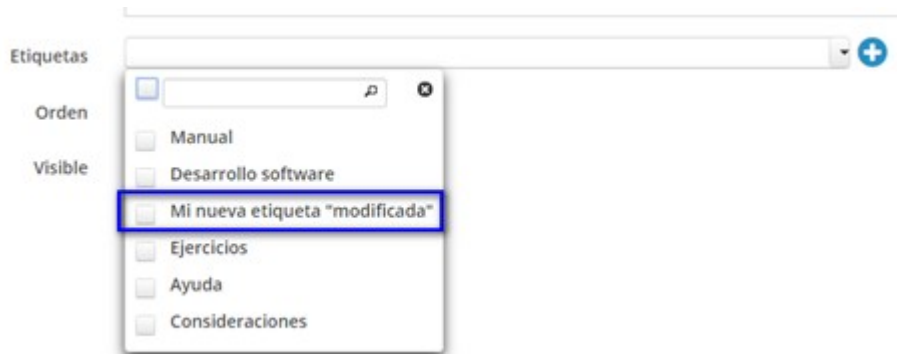 Etiquetas
Orden
Manual
Visible
Desarrollo software
Mi nueva etiqueta "modificada"
Ejercicios
Ayuda
Consideraciones